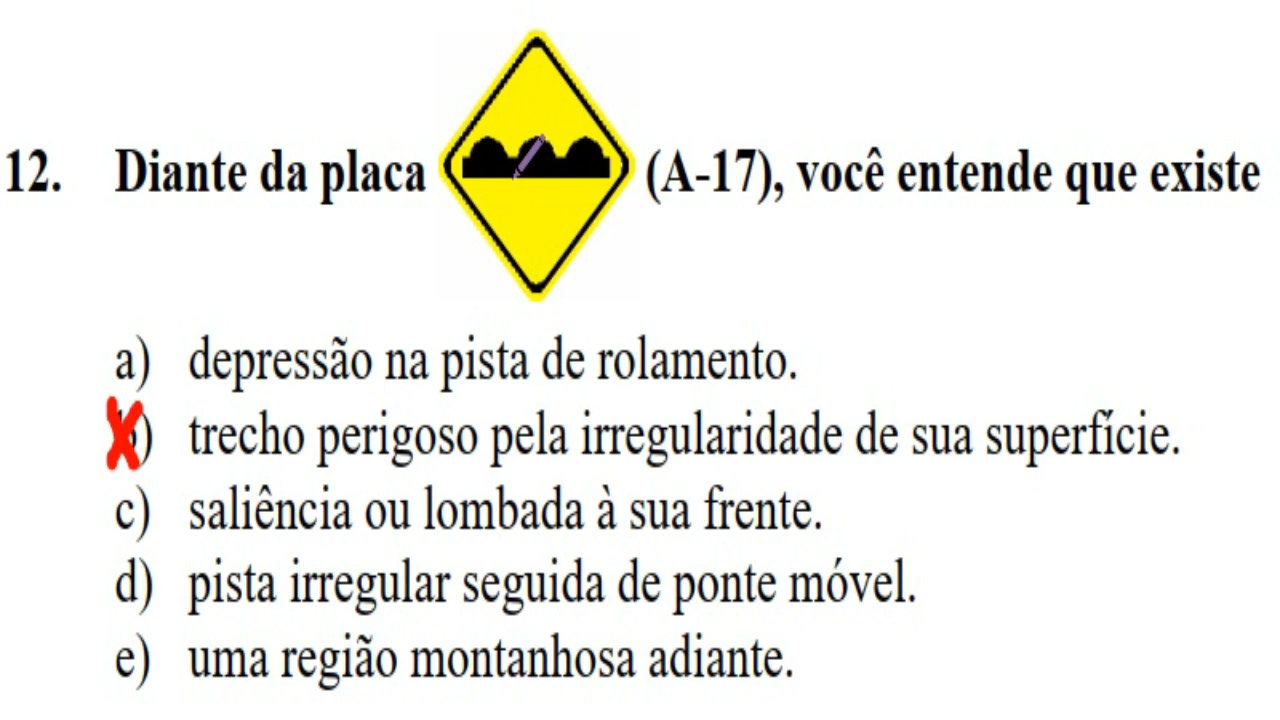 12. Diante da placa (A-17), você entende que existe
a) depressão na pista de rolamento.
b) trecho perigoso pela irregularidade de sua superfície.
c) saliência ou lombada à sua frente.
d) pista irregular seguida de ponte móvel.
e) uma região montanhosa adiante.